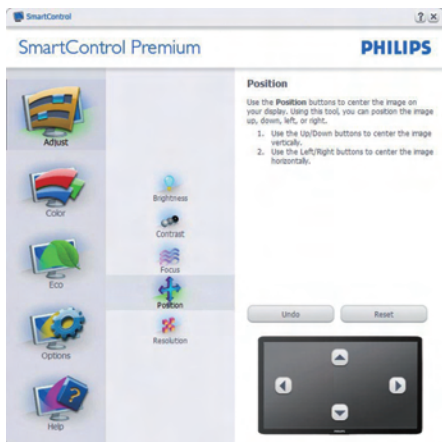 SmartControl
SmartControl Premium
PHILIPS
Adjust
Color
Eco
Options
Help
Brightness
Contrast
Focus
Position
Resolution
Position
Use the Position buttons to center the image on
your display. Using this tool, you can position the image
up, down, left, or right.
1. Use the Up/Down buttons to center the image
vertically.
2. Use the Left/Right buttons to center the image
horizontally.
Undo
Reset
PHILIPS